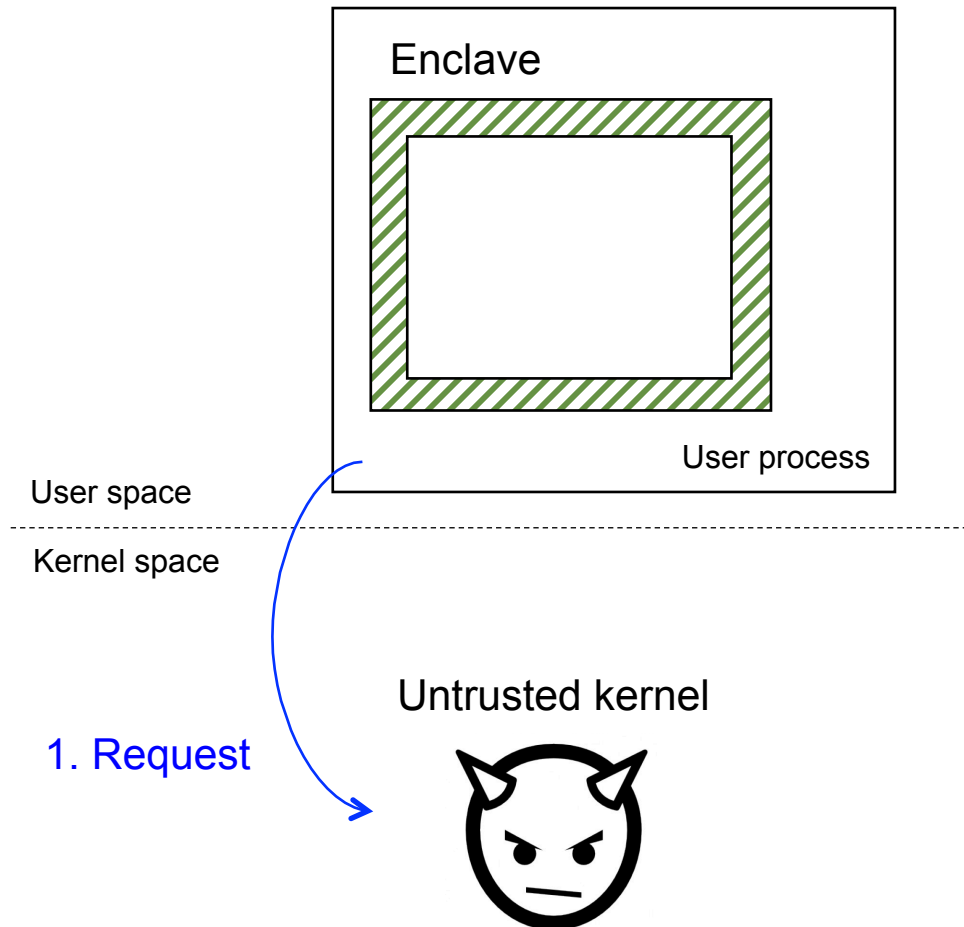 Enclave
User process
User space
Kernel space
Untrusted kernel
1. Request